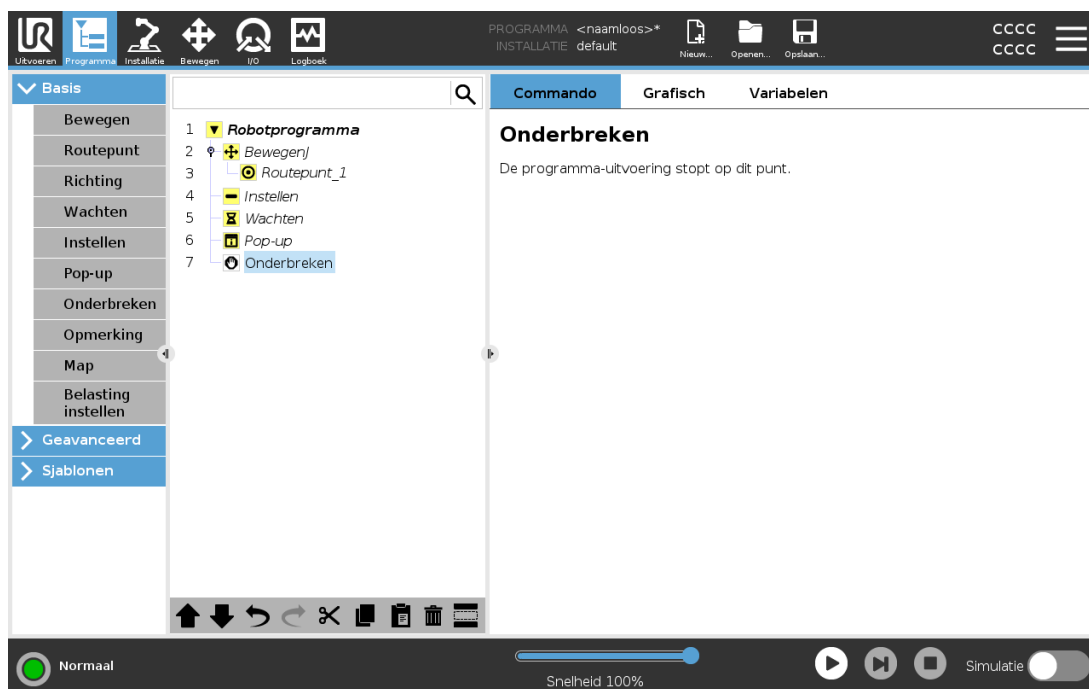 UR
Uitvoeren Programma Installatie Bewegen I/O Logboek
PROGRAMMA <naamloos>*
INSTALLATIE default
Nieuw... Openen... Opslaan...
CCCC
CCCC
Basis
Bewegen
Routepunt
Richting
Wachten
Instellen
Pop-up
Onderbreken
Opmerking
Map
Belasting
instellen
Geavanceerd
Sjablonen
1 Robotprogramma
2 BewegenJ
3 Routepunt_1
4 Instellen
5 Wachten
6 Pop-up
7 Onderbreken
Commando Grafisch Variabelen
Onderbreken
De programma-uitvoering stopt op dit punt.
Normaal
Snelheid 100%
Simulatie